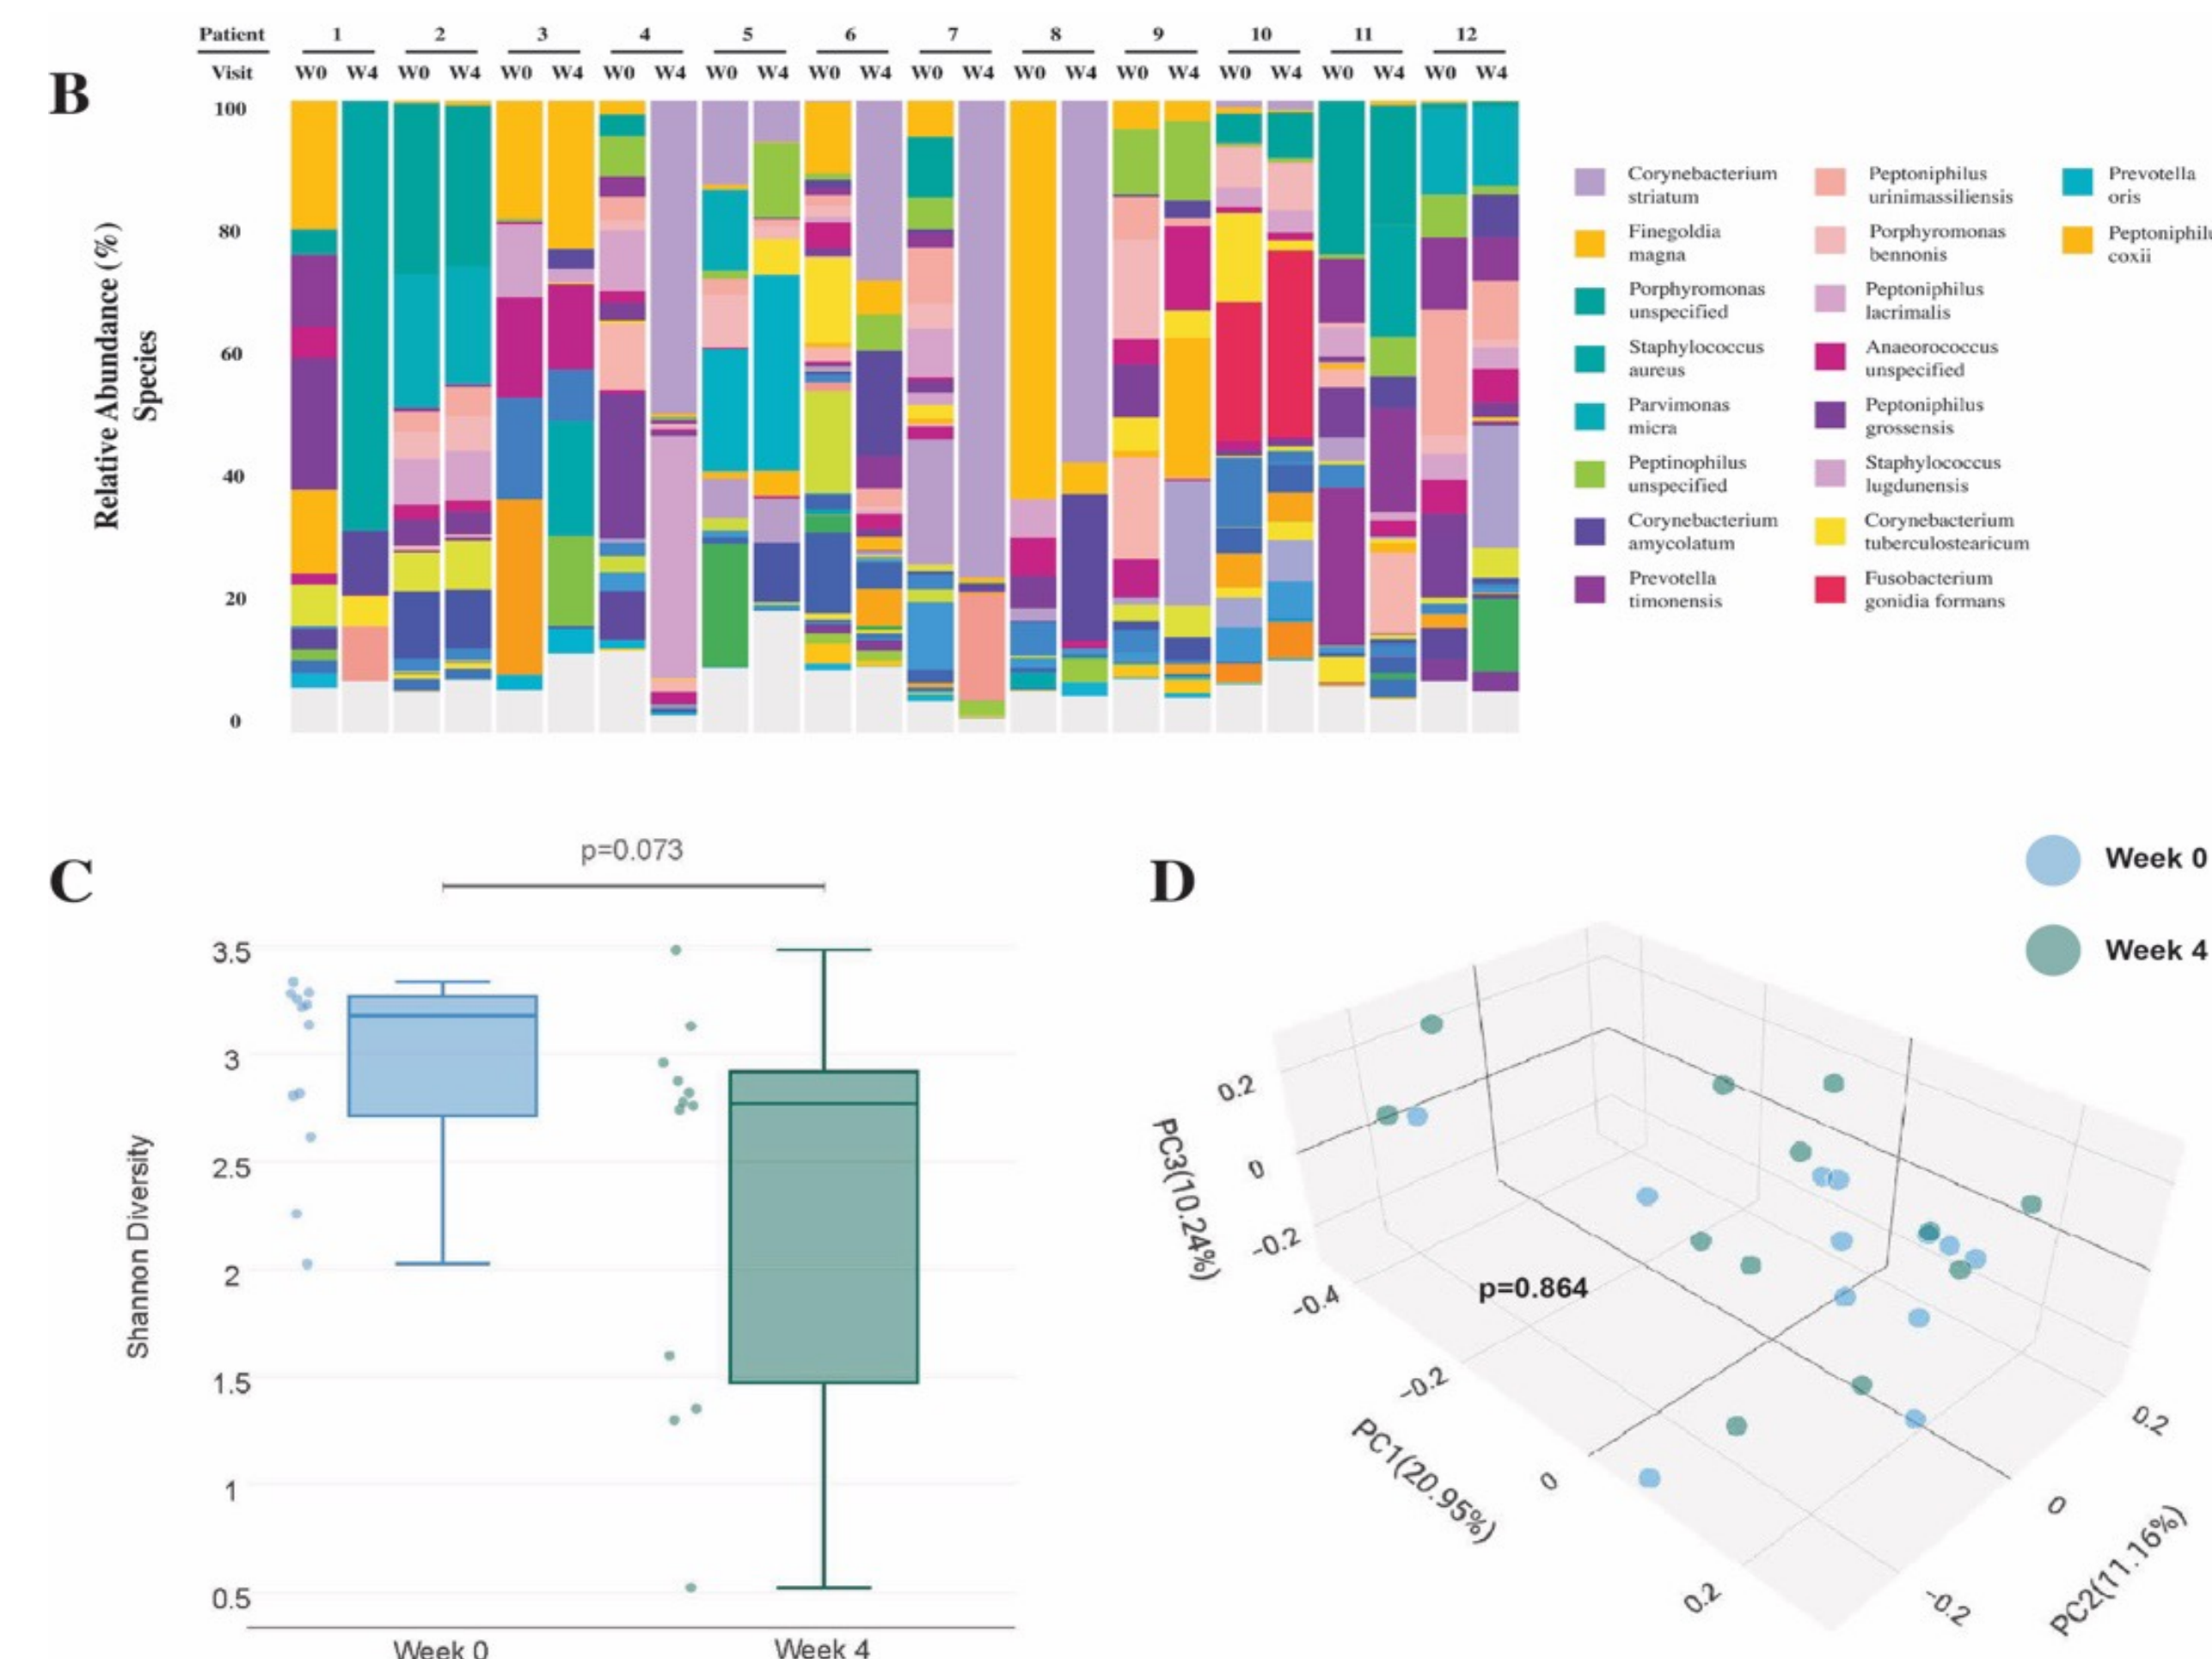 Patient 1 2 3 4 5 6 7 8 9 10 11 12
Visit W0 W4 W0 W4 W0 W4 W0 W4 W0 W4 W0 W4 W0 W4 W0 W4 W0 W4 W0 W4 W0 W4 W0 W4
B
Relative Abundance (%)
Species
100
80
60
40
20
0
Corynebacterium
striatum
Finegoldia
magna
Porphyromonas
unspecified
Staphylococcus
aureus
Parvimonas
micra
Peptinophilus
unspecified
Corynebacterium
amycolatum
Prevotella
timonensis
Peptoniphilus
urinimassiliensis
Porphyromonas
bennonis
Peptoniphilus
lacrimalis
Anaerococcus
unspecified
Peptoniphilus
grossensis
Staphylococcus
lugdunensis
Corynebacterium
tuberculostearicum
Fusobacterium
gonidia formans
Prevotella
oris
Peptoniphilu
coxii
C
p=0.073
Shannon Diversity
3.5
3
2.5
2
1.5
1
0.5
Week 0 Week 4
D
Week 0
Week 4
p=0.864
PC3(10.24%)
0.2
0
−0.2
PC1(20.95%)
−0.4
−0.2
0
0.2
PC2(11.16%)
−0.2
0
0.2